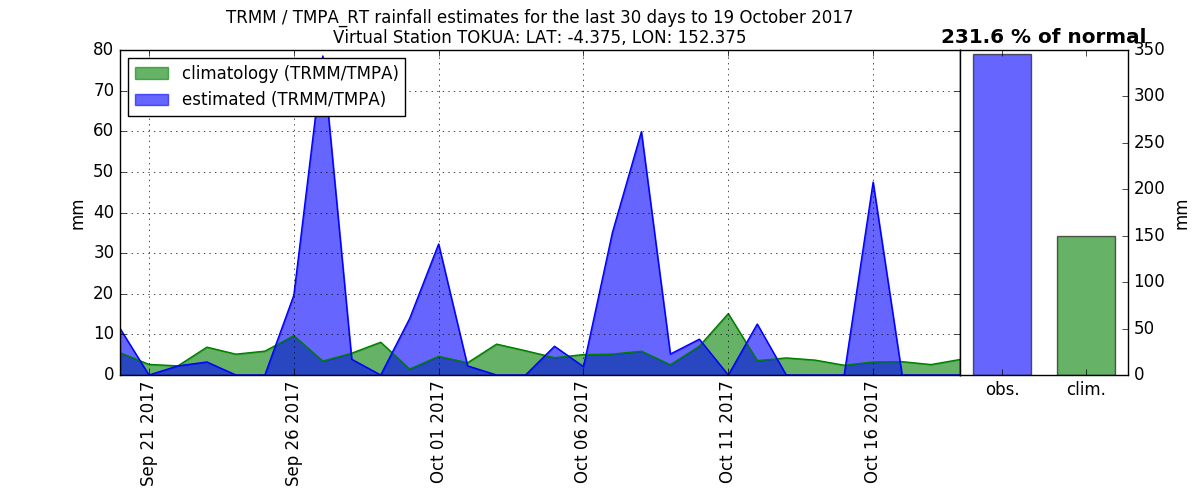 TRMM / TMPA_RT rainfall estimates for the last 30 days to 19 October 2017
Virtual Station TOKUA: LAT: -4.375, LON: 152.375
231.6 % of normal
climatology (TRMM/TMPA)
estimated (TRMM/TMPA)
80
70
60
50
40
30
20
10
0
mm
Sep 21 2017
Sep 26 2017
Oct 01 2017
Oct 06 2017
Oct 11 2017
Oct 16 2017
obs.
clim.
350
300
250
200
150
100
50
0
mm